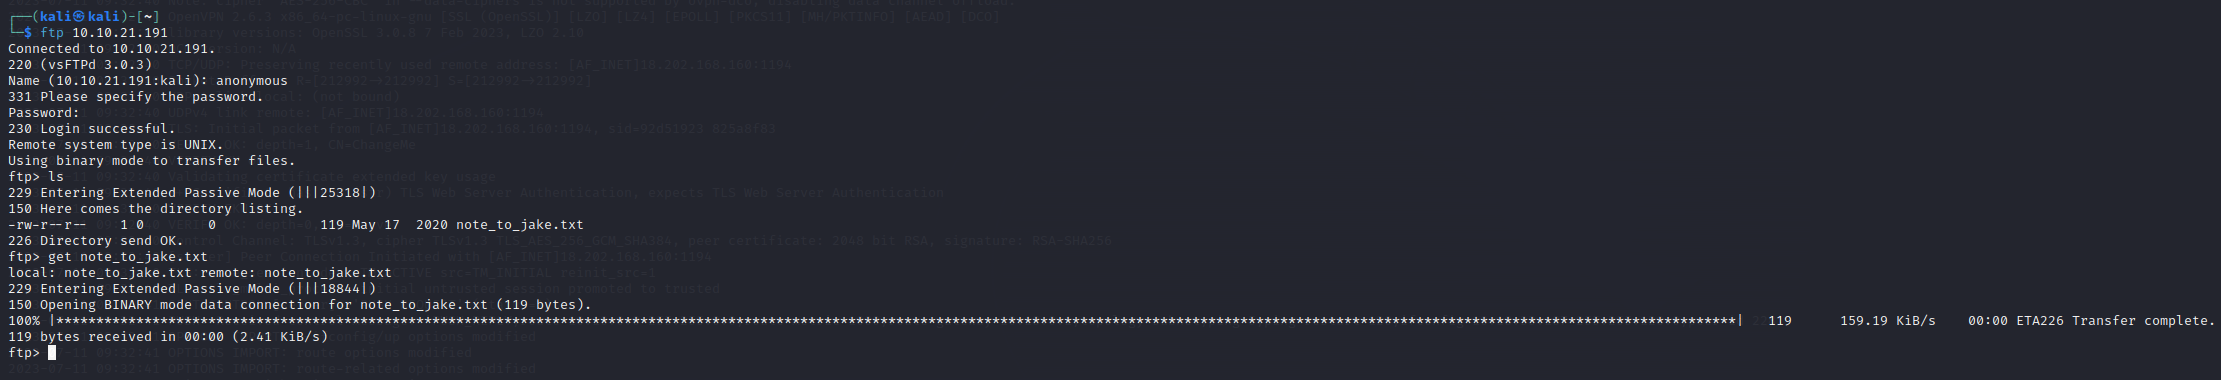 ┌──(kali㉿kali)-[~]
└─$ ftp 10.10.21.191
Connected to 10.10.21.191.
220 (vsFTPd 3.0.3)
Name (10.10.21.191:kali): anonymous
331 Please specify the password.
Password:
230 Login successful.
Remote system type is UNIX.
Using binary mode to transfer files.
ftp> ls
229 Entering Extended Passive Mode (|||25318|)
150 Here comes the directory listing.
-rw-r--r--    1 0        0             119 May 17  2020 note_to_jake.txt
226 Directory send OK.
ftp> get note_to_jake.txt
local: note_to_jake.txt remote: note_to_jake.txt
229 Entering Extended Passive Mode (|||18844|)
150 Opening BINARY mode data connection for note_to_jake.txt (119 bytes).
100% |***********************************************************************************************************************************************************************************************************************| 119      159.19 KiB/s    00:00 ETA226 Transfer complete.
119 bytes received in 00:00 (2.41 KiB/s)
ftp>